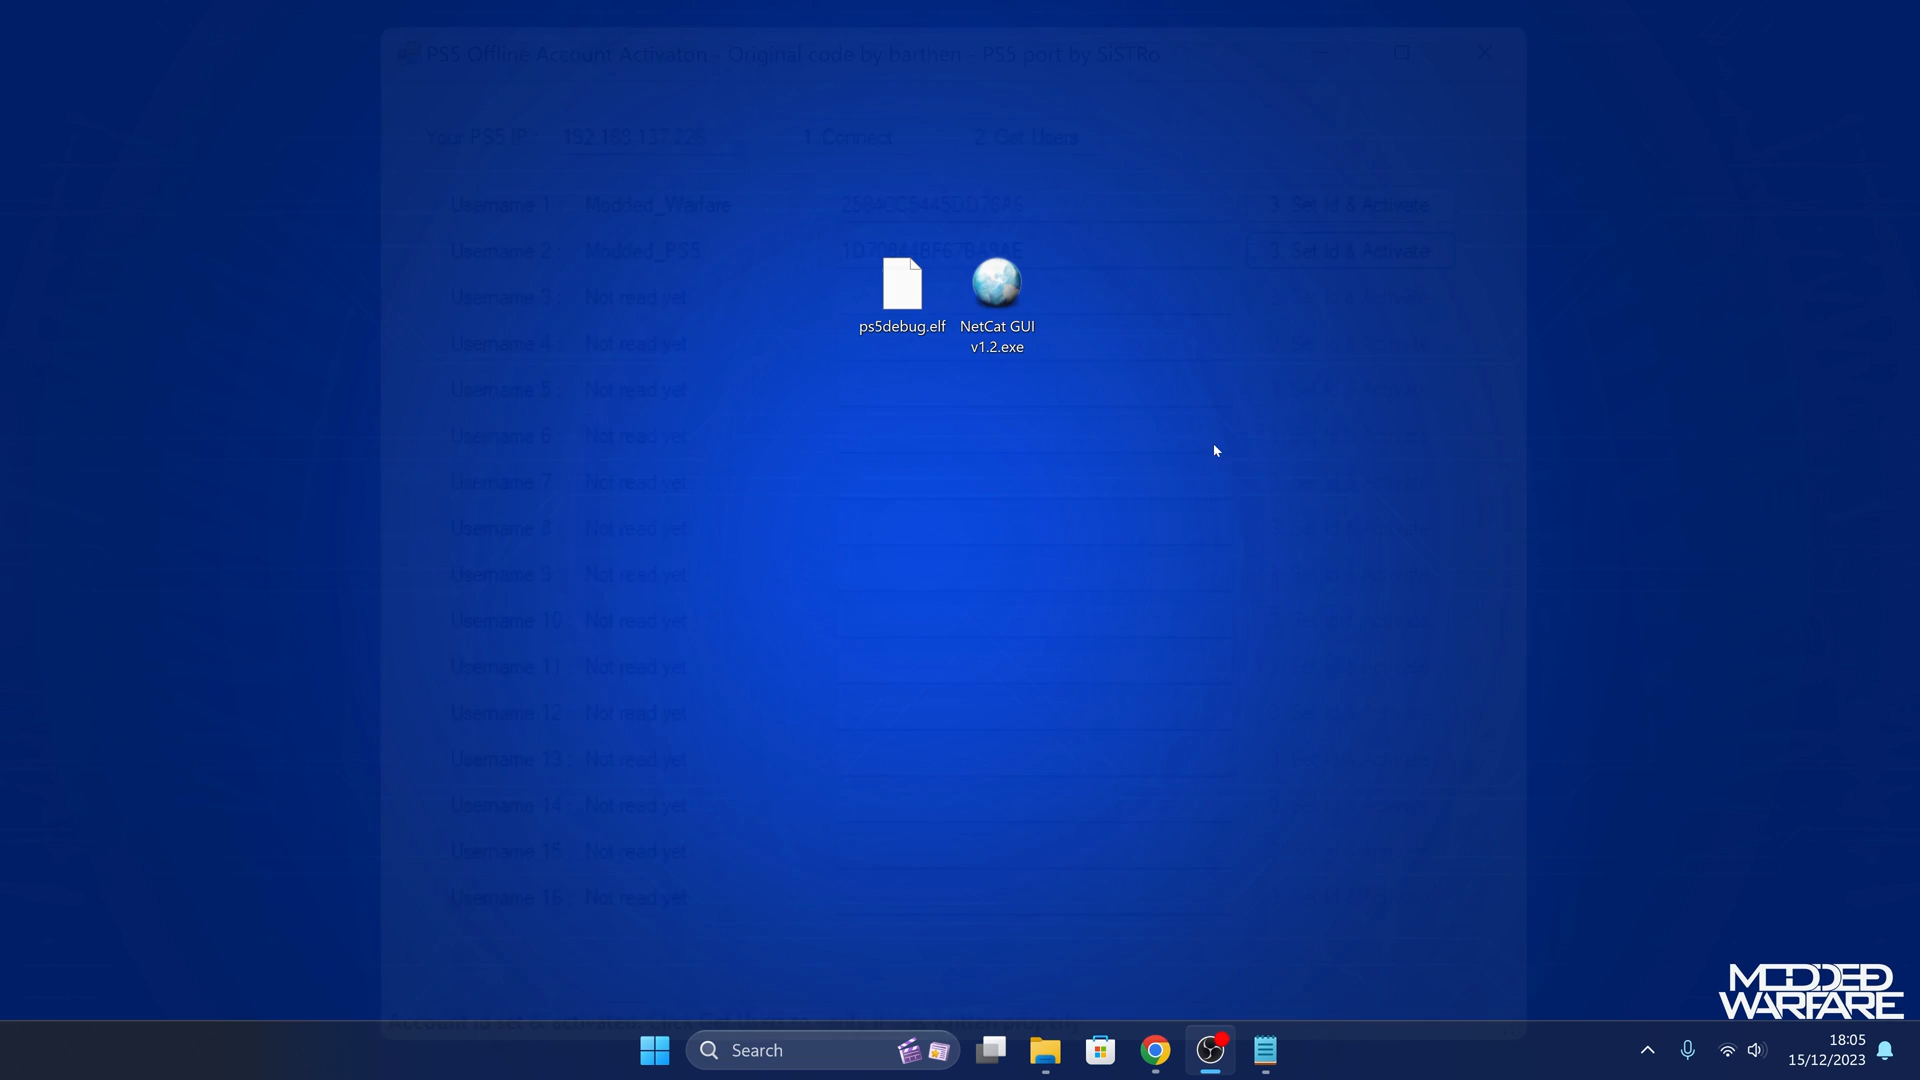 PS5 Offline Account Activaton - Original code by barthen - PS5 port by SiSTRo
Your PS5 IP : 192.168.137.226 1. Connect 2. Get Users
Username 1 : Modded_Warfare 3. Set Id & Activate
Username 2 : Modded_PS5 3. Set Id & Activate
Username 3 : Not read yet
Username 4 : Not read yet
Username 5 : Not read yet
Username 6 : Not read yet
Username 7 : Not read yet
Username 8 : Not read yet
Username 9 : Not read yet
Username 10 : Not read yet
Username 11 : Not read yet
Username 12 : Not read yet
Username 13 : Not read yet
Username 14 : Not read yet
Username 15 : Not read yet
Username 16 : Not read yet
ps5debug.elf
NetCat GUI
v1.2.exe
MODDED
WARFARE
Search
18:05
15/12/2023